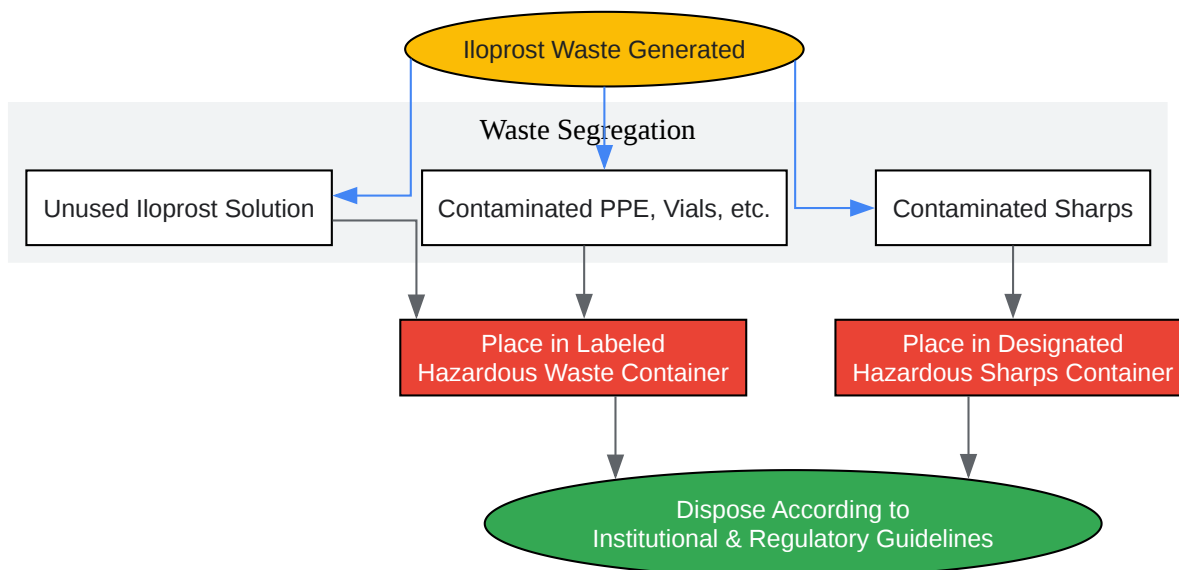 Iloprost Waste Generated
Waste Segregation
Unused Iloprost Solution
Contaminated PPE, Vials, etc.
Contaminated Sharps
Place in Labeled
Hazardous Waste Container
Place in Designated
Hazardous Sharps Container
Dispose According to
Institutional & Regulatory Guidelines